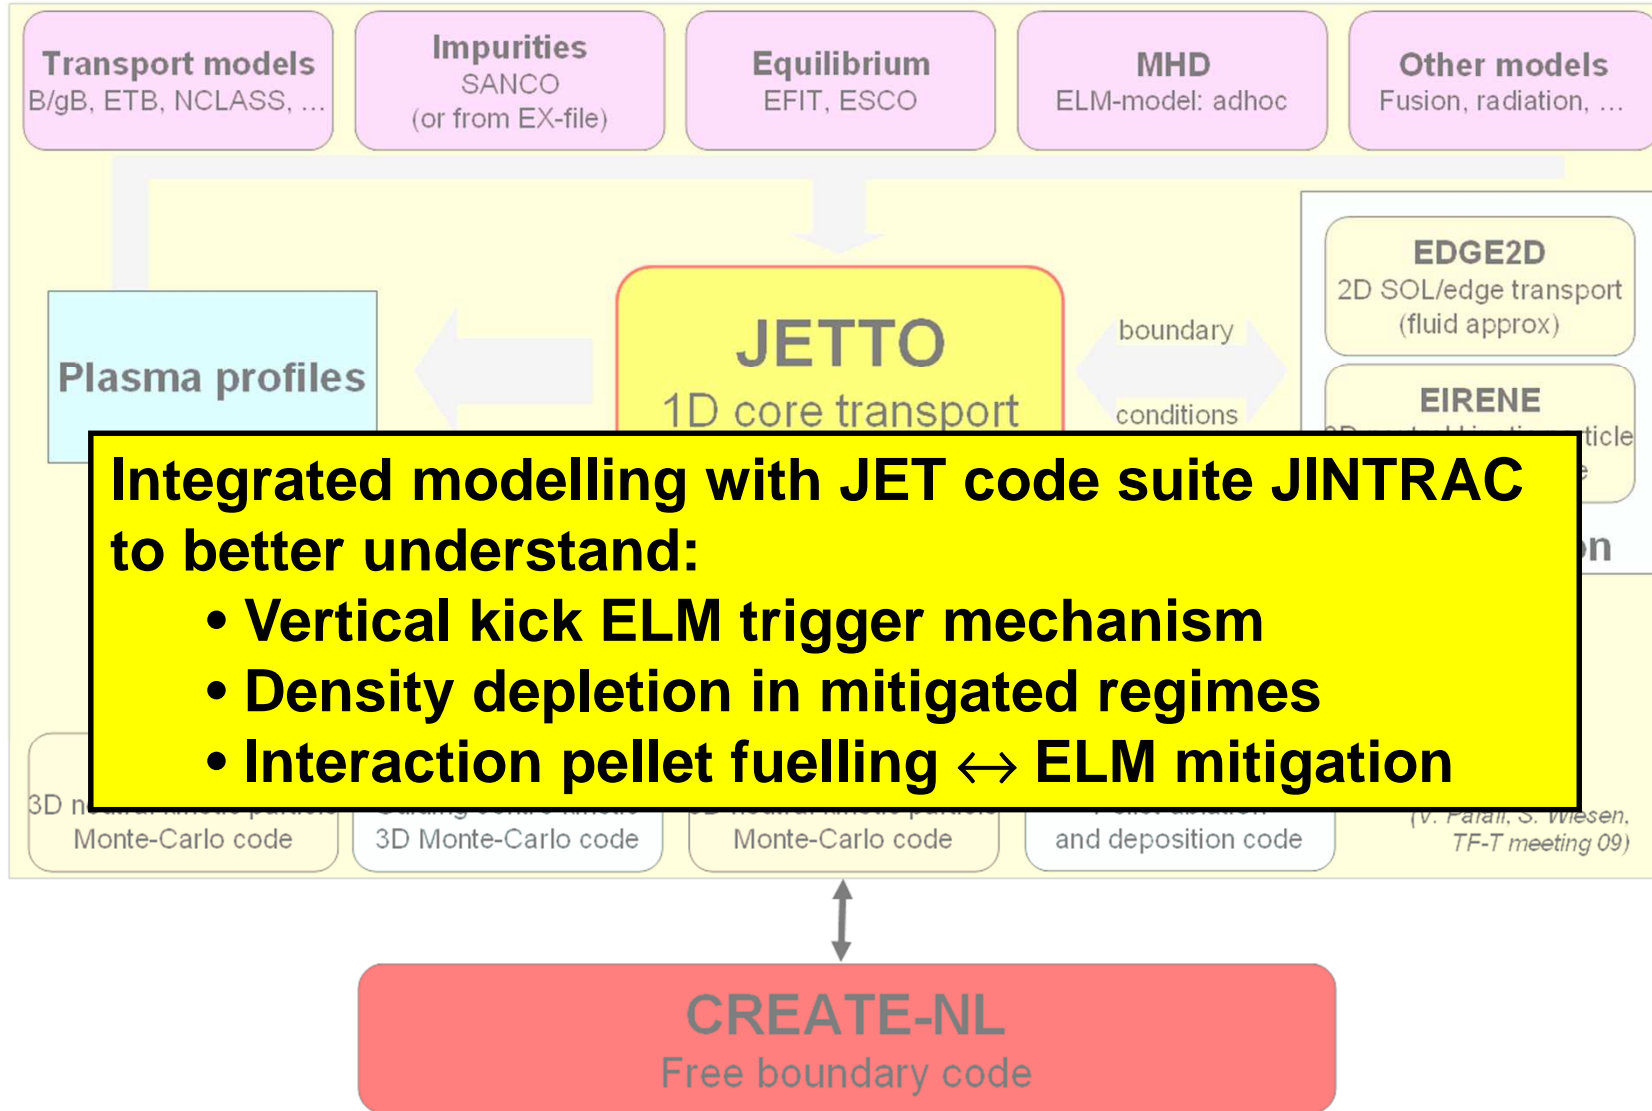 Transport models
B/gB, ETB, NCLASS, ...
Impurities
SANCO
(or from EX-file)
Equilibrium
EFIT, ESCO
MHD
ELM-model: adhoc
Other models
Fusion, radiation, ...
Plasma profiles
JETTO
1D core transport
boundary
conditions
EDGE2D
2D SOL/edge transport
(fluid approx)
EIRENE
Integrated modelling with JET code suite JINTRAC
to better understand:
• Vertical kick ELM trigger mechanism
• Density depletion in mitigated regimes
• Interaction pellet fuelling ↔ ELM mitigation
3D
Monte-Carlo code
3D Monte-Carlo code
Monte-Carlo code
and deposition code
(V. Parail, S. Wiesen,
TF-T meeting 09)
CREATE-NL
Free boundary code